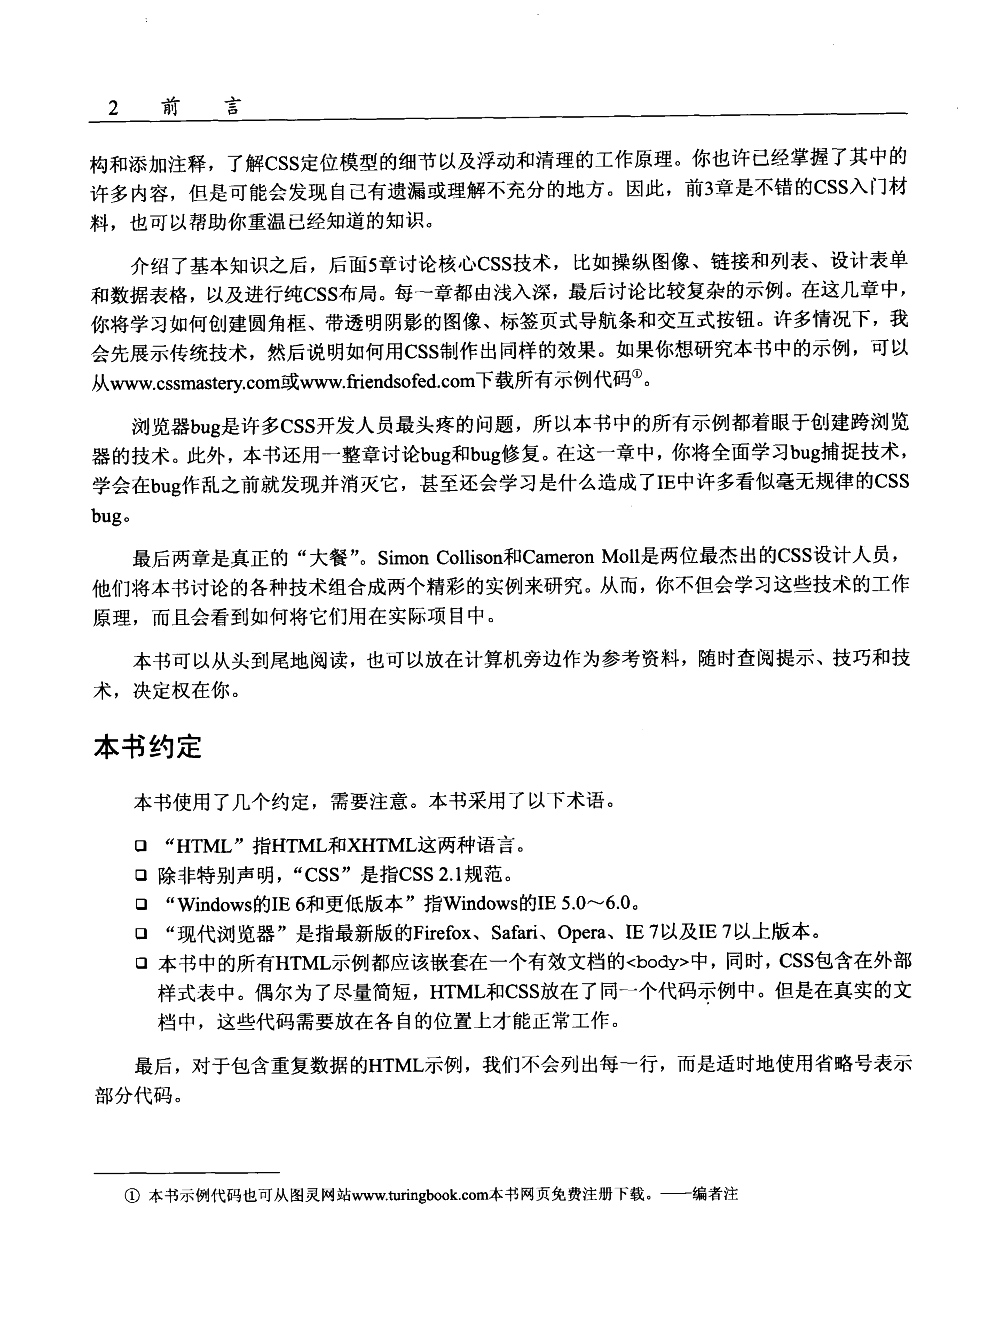 2 前 言
构和添加注释，了解CSS定位模型的细节以及浮动和清理的工作原理。你也许已经掌握了其中的
许多内容，但是可能会发现自己有遗漏或理解不充分的地方。因此，前3章是不错的CSS入门材
料，也可以帮助你重温已经知道的知识。
介绍了基本知识之后，后面5章讨论核心CSS技术，比如操纵图像、链接和列表、设计表单
和数据表格，以及进行纯CSS布局。每一章都由浅入深，最后讨论比较复杂的示例。在这几章中，
你将学习如何创建圆角框、带透明阴影的图像、标签页式导航条和交互式按钮。许多情况下，我
会先展示传统技术，然后说明如何用CSS制作出同样的效果。如果你想研究本书中的示例，可以
从www.cssmastery.com或www.friendsofed.com下载所有示例代码①。
浏览器bug是许多CSS开发人员最头疼的问题，所以本书中的所有示例都着眼于创建跨浏览
器的技术。此外，本书还用一整章讨论bug和bug修复。在这一章中，你将全面学习bug捕捉技术，
学会在bug作乱之前就发现并消灭它，甚至还会学习是什么造成了IE中许多看似毫无规律的CSS
bug。
最后两章是真正的“大餐”。Simon Collison和Cameron Moll是两位最杰出的CSS设计人员，
他们将本书讨论的各种技术组合成两个精彩的实例来研究。从而，你不但会学习这些技术的工作
原理，而且会看到如何将它们用在实际项目中。
本书可以从头到尾地阅读，也可以放在计算机旁边作为参考资料，随时查阅提示、技巧和技
术，决定权在你。
本书约定
本书使用了几个约定，需要注意。本书采用了以下术语。
❑ “HTML”指HTML和XHTML这两种语言。
❑ 除非特别声明，“CSS”是指CSS 2.1规范。
❑ “Windows的IE 6和更低版本”指Windows的IE 5.0～6.0。
❑ “现代浏览器”是指最新版的Firefox、Safari、Opera、IE 7以及IE 7以上版本。
❑ 本书中的所有HTML示例都应该嵌套在一个有效文档的<body>中，同时，CSS包含在外部
样式表中。偶尔为了尽量简短，HTML和CSS放在了同一个代码示例中。但是在真实的文
档中，这些代码需要放在各自的位置上才能正常工作。
最后，对于包含重复数据的HTML示例，我们不会列出每一行，而是适时地使用省略号表示
部分代码。
① 本书示例代码也可从图灵网站www.turingbook.com本书网页免费注册下载。——编者注